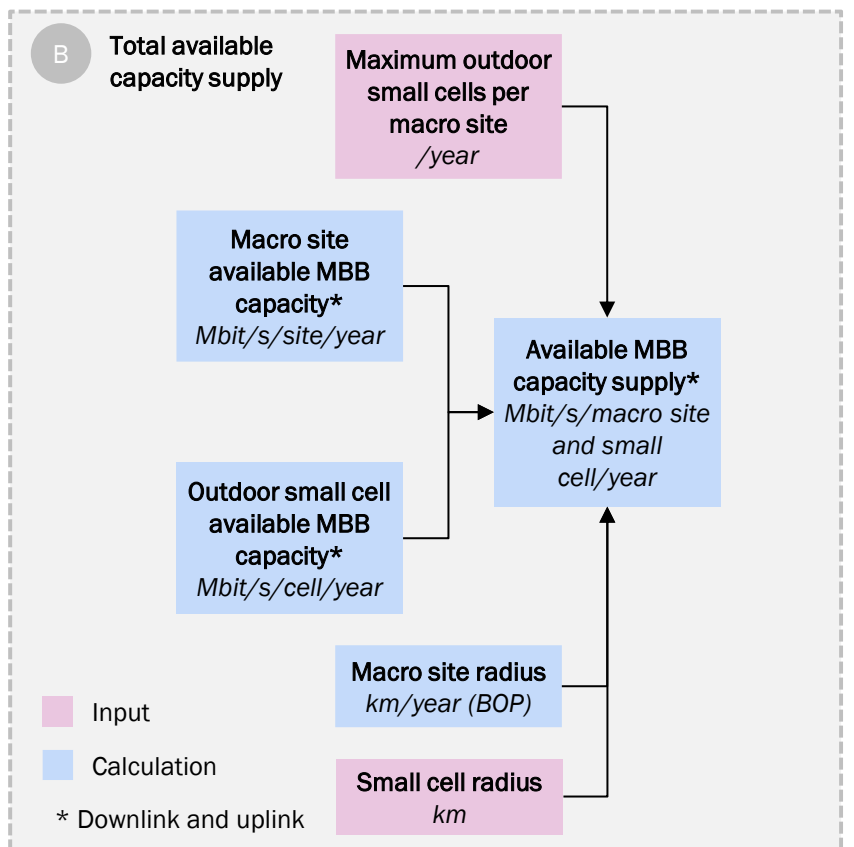 B
Total available
capacity supply
Maximum outdoor
small cells per
macro site
/year
Macro site
available MBB
capacity*
Mbit/s/site/year
Available MBB
capacity supply*
Mbit/s/macro site
and small
cell/year
Outdoor small cell
available MBB
capacity*
Mbit/s/cell/year
Macro site radius
km/year (BOP)
Small cell radius
km
Input
Calculation
* Downlink and uplink